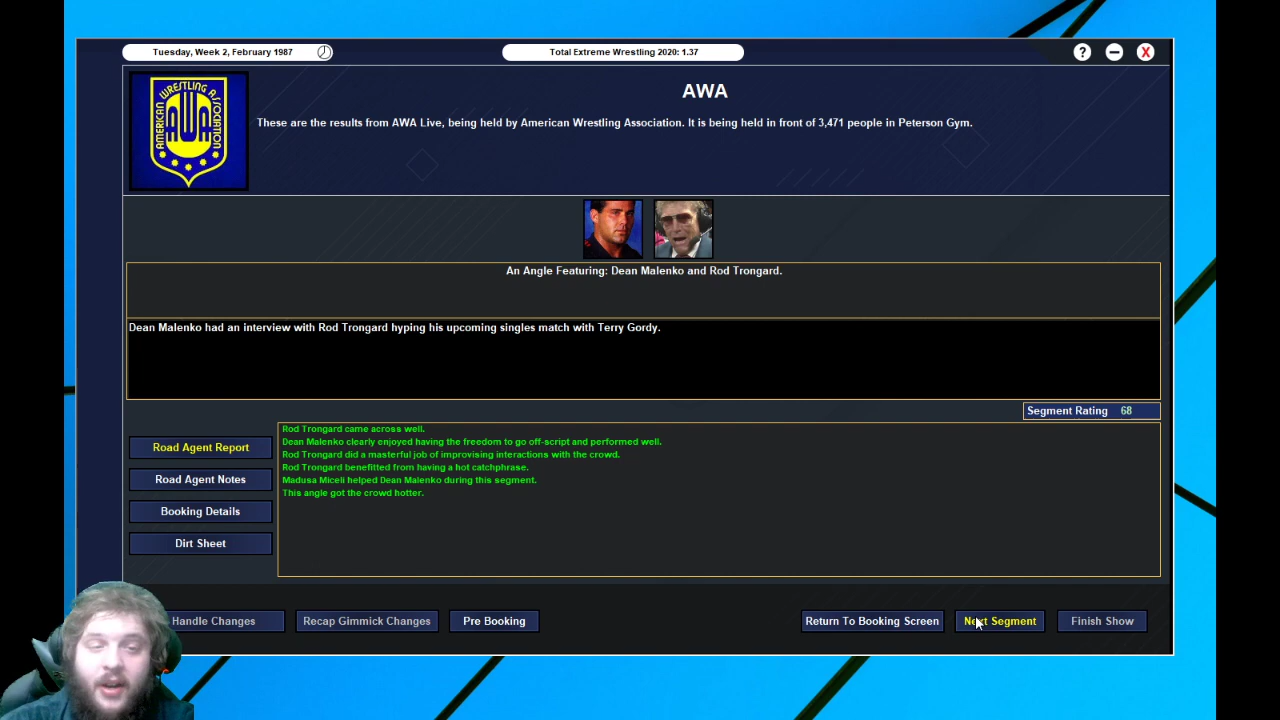 Tuesday, Week 2, February 1987
Total Extreme Wrestling 2020: 1.37
?
X
AMERICAN WRESTLING ASSOCIATION
AWA
AWA
These are the results from AWA Live, being held by American Wrestling Association. It is being held in front of 3,471 people in Peterson Gym.
An Angle Featuring: Dean Malenko and Rod Trongard.
Dean Malenko had an interview with Rod Trongard hyping his upcoming singles match with Terry Gordy.
Segment Rating 68
Road Agent Report
Road Agent Notes
Booking Details
Dirt Sheet
Rod Trongard came across well.
Dean Malenko clearly enjoyed having the freedom to go off-script and performed well.
Rod Trongard did a masterful job of improvising interactions with the crowd.
Rod Trongard benefitted from having a hot catchphrase.
Madusa Miceli helped Dean Malenko during this segment.
This angle got the crowd hotter.
Handle Changes
Recap Gimmick Changes
Pre Booking
Return To Booking Screen
Next Segment
Finish Show